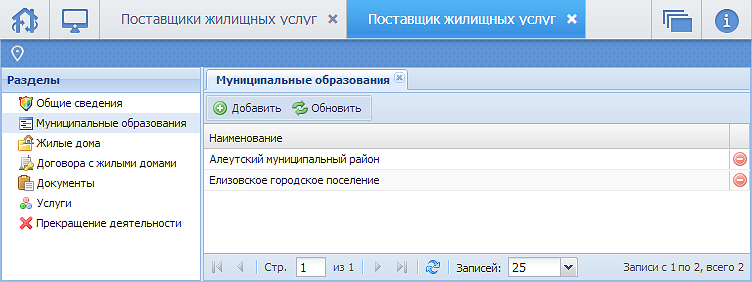 Поставщики жилищных услуг
Поставщик жилищных услуг
Разделы
Общие сведения
Муниципальные образования
Жилые дома
Договора с жилыми домами
Документы
Услуги
Прекращение деятельности
Муниципальные образования
Добавить Обновить
Наименование
Алеутский муниципальный район
Елизовское городское поселение
Стр. 1 из 1 Записей: 25 Записи с 1 по 2, всего 2